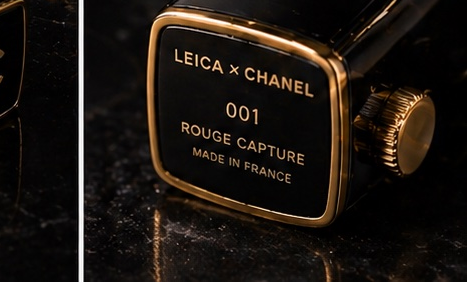 LEICA × CHANEL
001
ROUGE CAPTURE
MADE IN FRANCE